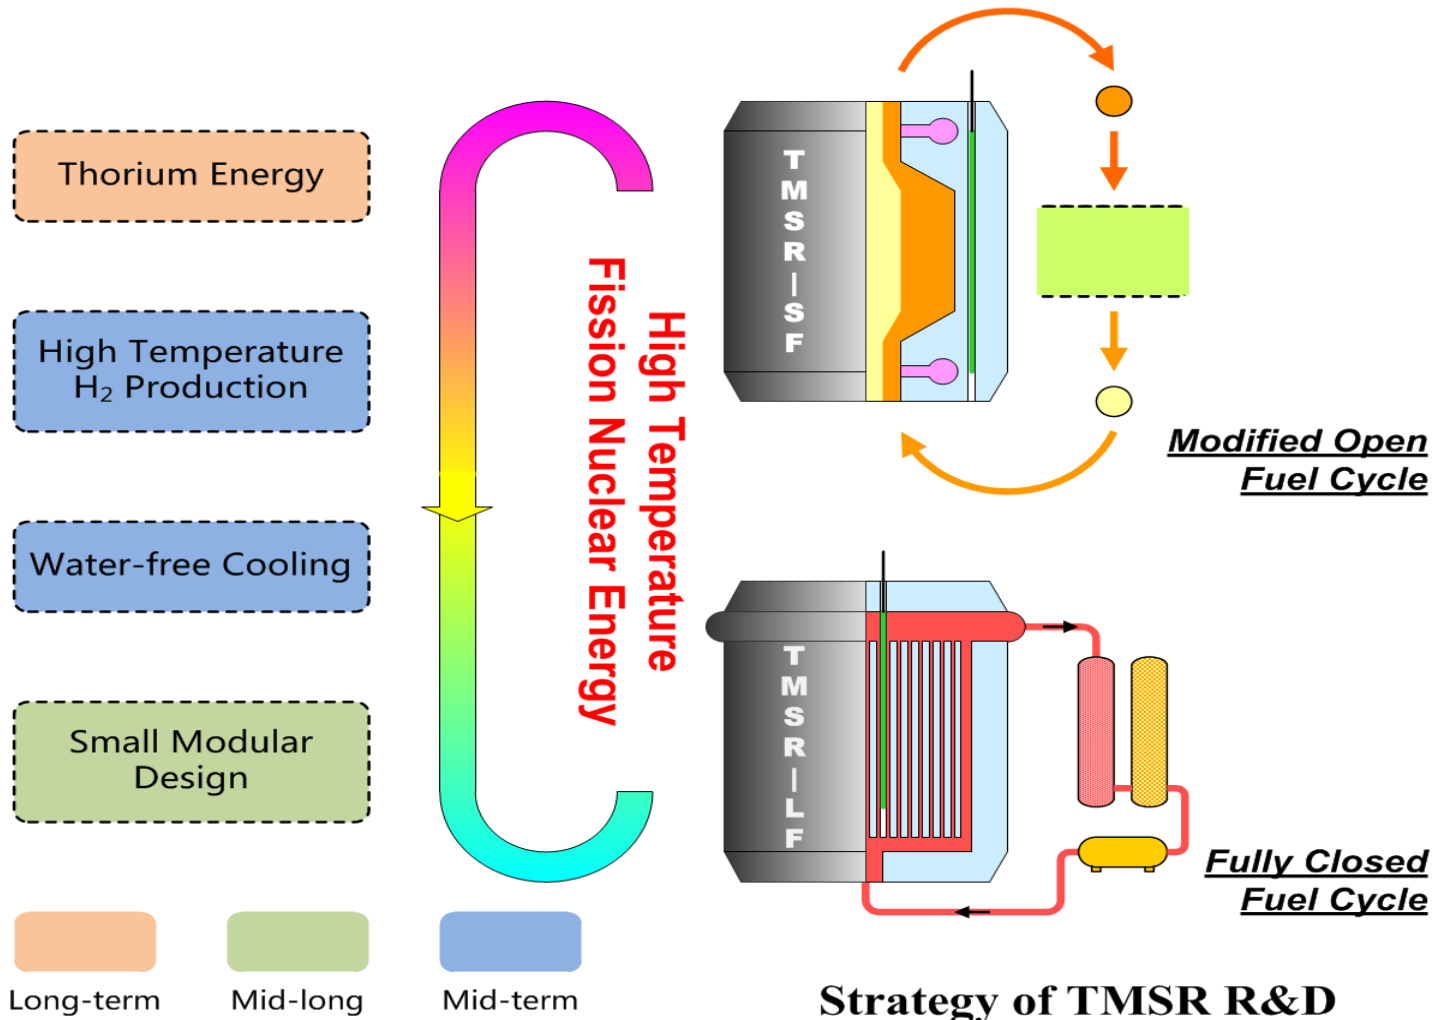 Thorium Energy
High Temperature
H₂ Production
Water-free Cooling
Small Modular
Design
Long-term
Mid-long
Mid-term
High Temperature
Fission Nuclear Energy
TMSR|SF
Modified Open
Fuel Cycle
TMSR|LF
Fully Closed
Fuel Cycle
Strategy of TMSR R&D